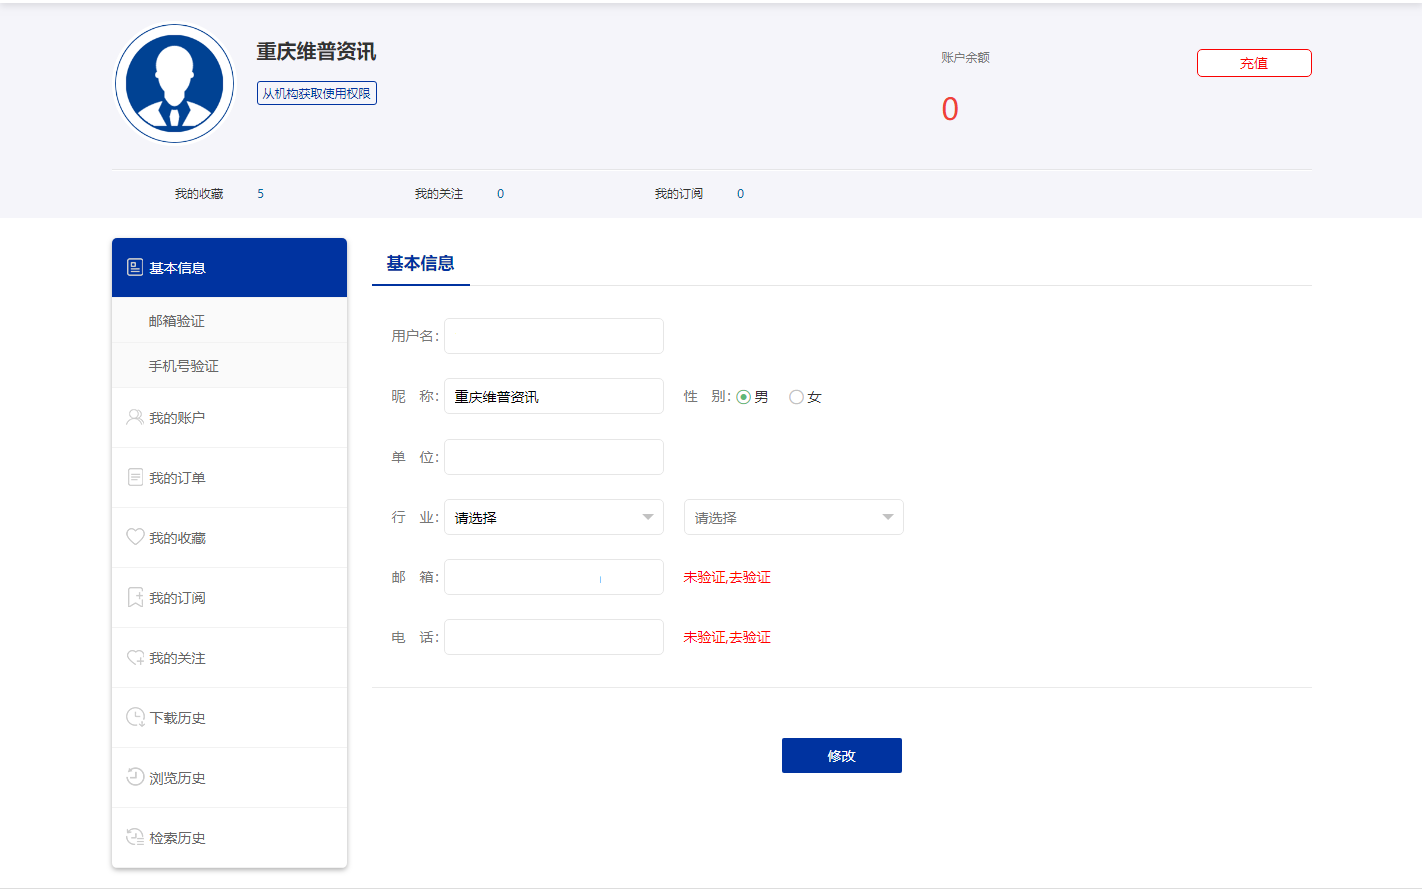 重庆维普资讯
从机构获取使用权限
账户余额
0
充值
我的收藏 5 我的关注 0 我的订阅 0
基本信息
邮箱验证
手机号验证
我的账户
我的订单
我的收藏
我的订阅
我的关注
下载历史
浏览历史
检索历史
基本信息
用户名:
昵 称: 重庆维普资讯 性 别: 男 女
单 位:
行 业: 请选择 请选择
邮 箱: 未验证,去验证
电 话: 未验证,去验证
修改